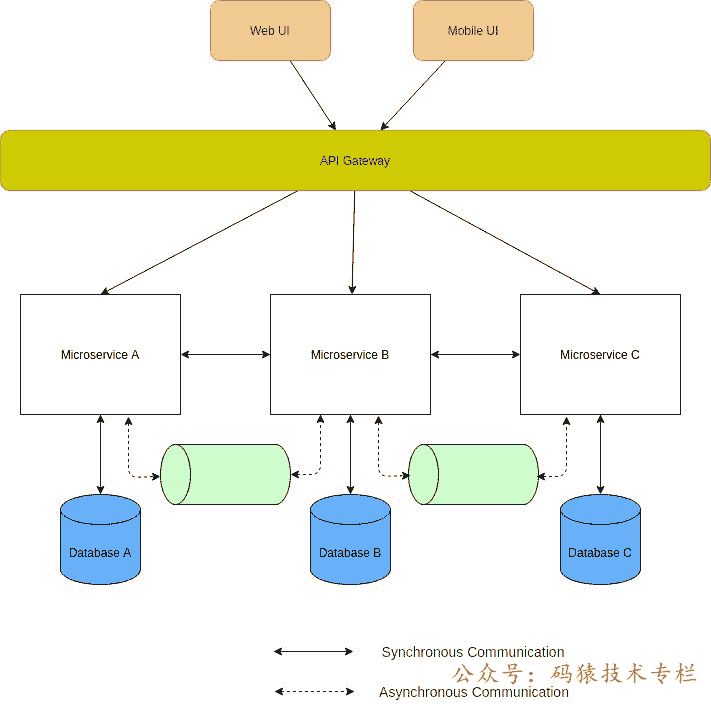 Web UI
Mobile UI
API Gateway
Microservice A
Microservice B
Microservice C
Database A
Database B
Database C
Synchronous Communication
公众号：码猿技术专栏
Asynchronous Communication